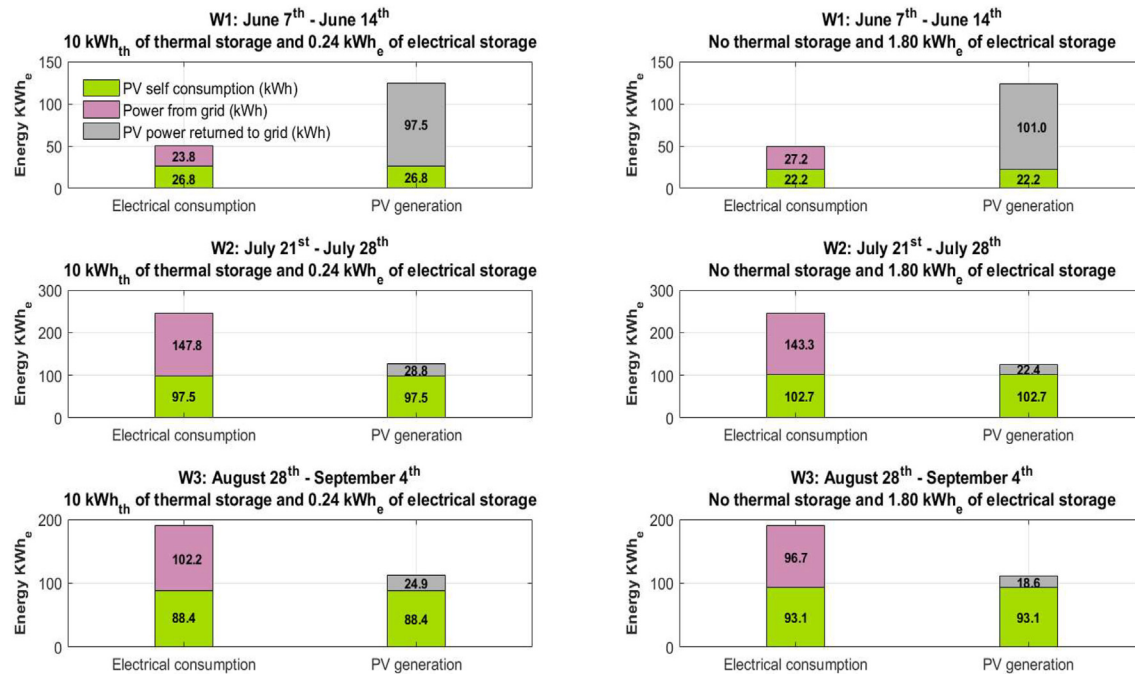 W1: June 7th - June 14th
10 kWhth of thermal storage and 0.24 kWhe of electrical storage
Energy KWhe
150
100
50
0
PV self consumption (kWh)
Power from grid (kWh)
PV power returned to grid (kWh)
23.8
26.8
97.5
26.8
Electrical consumption
PV generation
W1: June 7th - June 14th
No thermal storage and 1.80 kWhe of electrical storage
Energy KWhe
150
100
50
0
27.2
22.2
101.0
22.2
Electrical consumption
PV generation
W2: July 21st - July 28th
10 kWhth of thermal storage and 0.24 kWhe of electrical storage
Energy KWhe
300
200
100
0
147.8
97.5
28.8
97.5
Electrical consumption
PV generation
W2: July 21st - July 28th
No thermal storage and 1.80 kWhe of electrical storage
Energy KWhe
300
200
100
0
143.3
102.7
22.4
102.7
Electrical consumption
PV generation
W3: August 28th - September 4th
10 kWhth of thermal storage and 0.24 kWhe of electrical storage
Energy KWhe
200
100
0
102.2
88.4
24.9
88.4
Electrical consumption
PV generation
W3: August 28th - September 4th
No thermal storage and 1.80 kWhe of electrical storage
Energy KWhe
200
100
0
96.7
93.1
18.6
93.1
Electrical consumption
PV generation